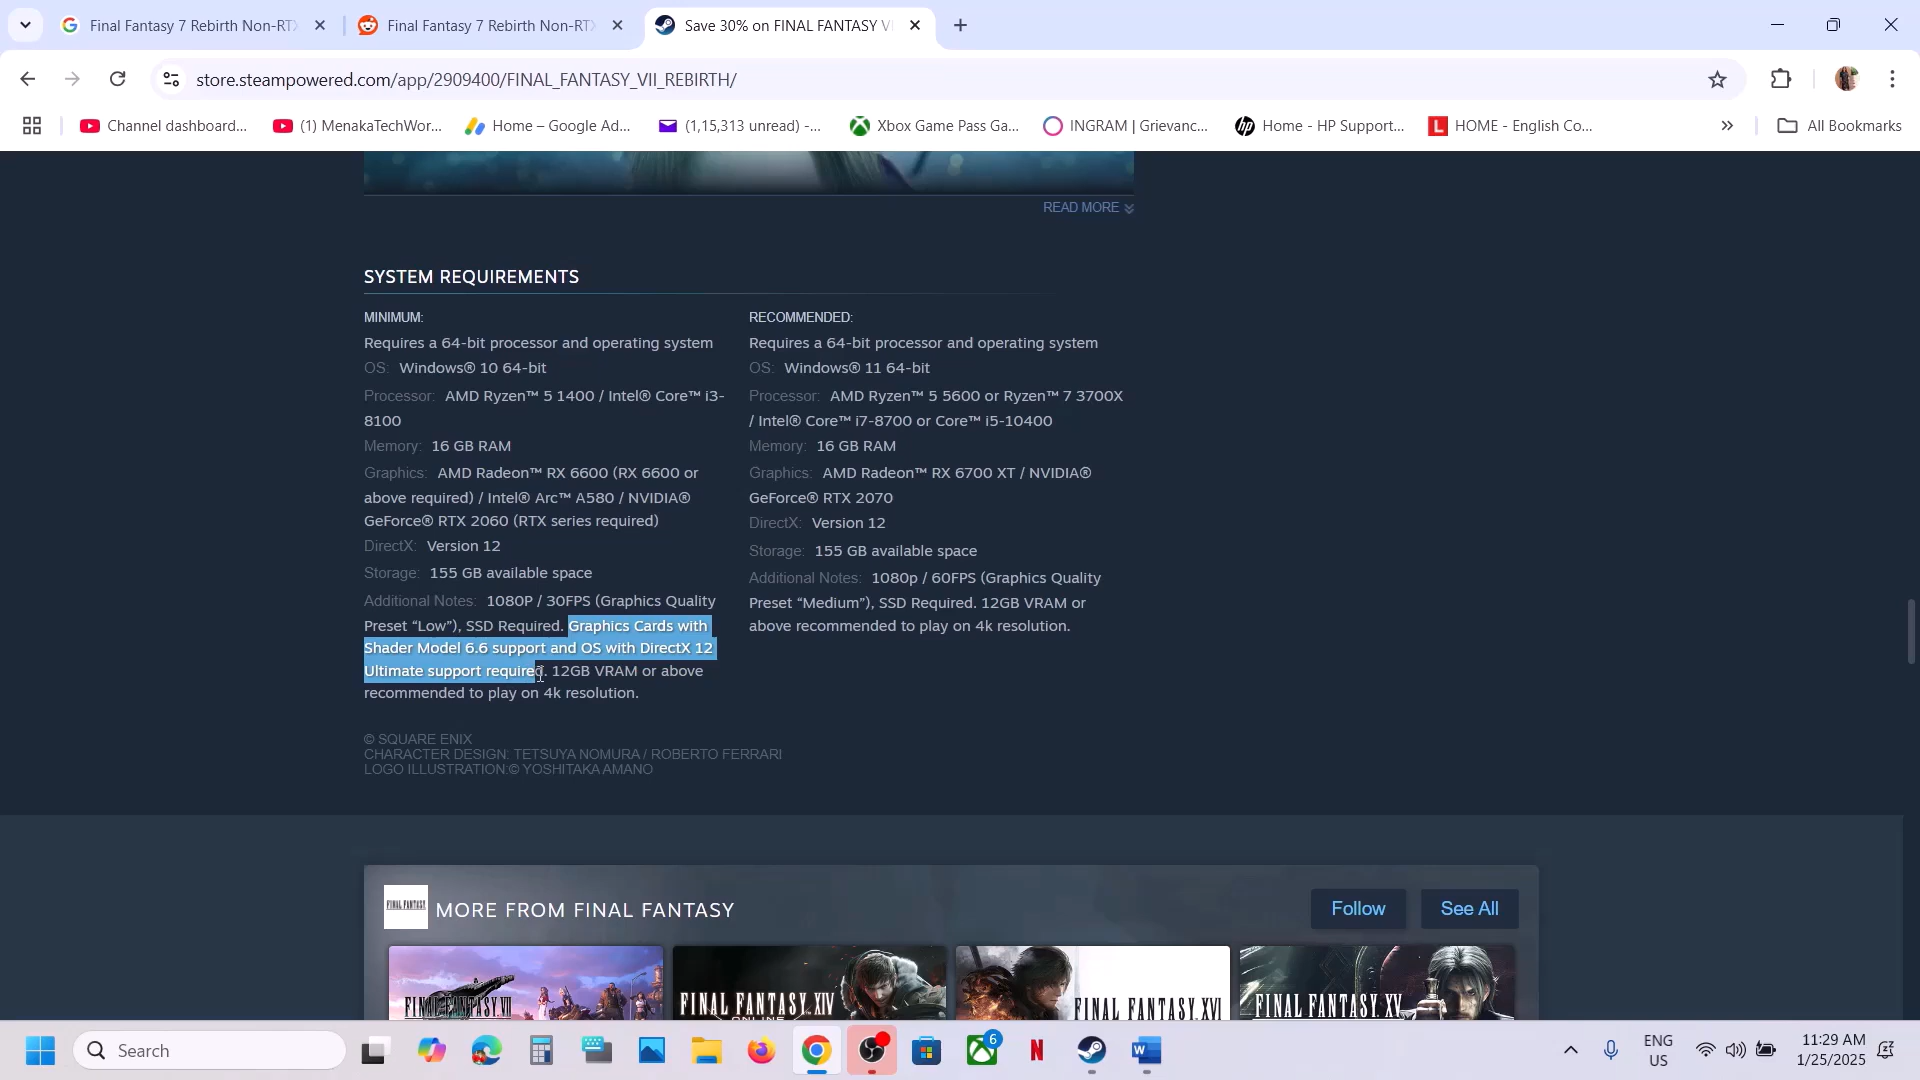 Final Fantasy 7 Rebirth Non-RTX
Final Fantasy 7 Rebirth Non-RTX
Save 30% on FINAL FANTASY V
store.steampowered.com/app/2909400/FINAL_FANTASY_VII_REBIRTH/
Channel dashboard...
(1) MenakaTechWor...
Home – Google Ad...
(1,15,313 unread) -...
Xbox Game Pass Ga...
INGRAM | Grievanc...
Home - HP Support...
HOME - English Co...
All Bookmarks
READ MORE
SYSTEM REQUIREMENTS
MINIMUM:
Requires a 64-bit processor and operating system
OS: Windows® 10 64-bit
Processor: AMD Ryzen™ 5 1400 / Intel® Core™ i3-
8100
Memory: 16 GB RAM
Graphics: AMD Radeon™ RX 6600 (RX 6600 or
above required) / Intel® Arc™ A580 / NVIDIA®
GeForce® RTX 2060 (RTX series required)
DirectX: Version 12
Storage: 155 GB available space
Additional Notes: 1080P / 30FPS (Graphics Quality
Preset “Low”), SSD Required. Graphics Cards with
Shader Model 6.6 support and OS with DirectX 12
Ultimate support required. 12GB VRAM or above
recommended to play on 4k resolution.
RECOMMENDED:
Requires a 64-bit processor and operating system
OS: Windows® 11 64-bit
Processor: AMD Ryzen™ 5 5600 or Ryzen™ 7 3700X
/ Intel® Core™ i7-8700 or Core™ i5-10400
Memory: 16 GB RAM
Graphics: AMD Radeon™ RX 6700 XT / NVIDIA®
GeForce® RTX 2070
DirectX: Version 12
Storage: 155 GB available space
Additional Notes: 1080p / 60FPS (Graphics Quality
Preset “Medium”), SSD Required. 12GB VRAM or
above recommended to play on 4k resolution.
© SQUARE ENIX
CHARACTER DESIGN: TETSUYA NOMURA / ROBERTO FERRARI
LOGO ILLUSTRATION:© YOSHITAKA AMANO
FINAL FANTASY
MORE FROM FINAL FANTASY
Follow
See All
FINAL FANTASY VII
FINAL FANTASY XIV
ONLINE
FINAL FANTASY XVI
FINAL FANTASY XV
Search
6
ENG
US
11:29 AM
1/25/2025